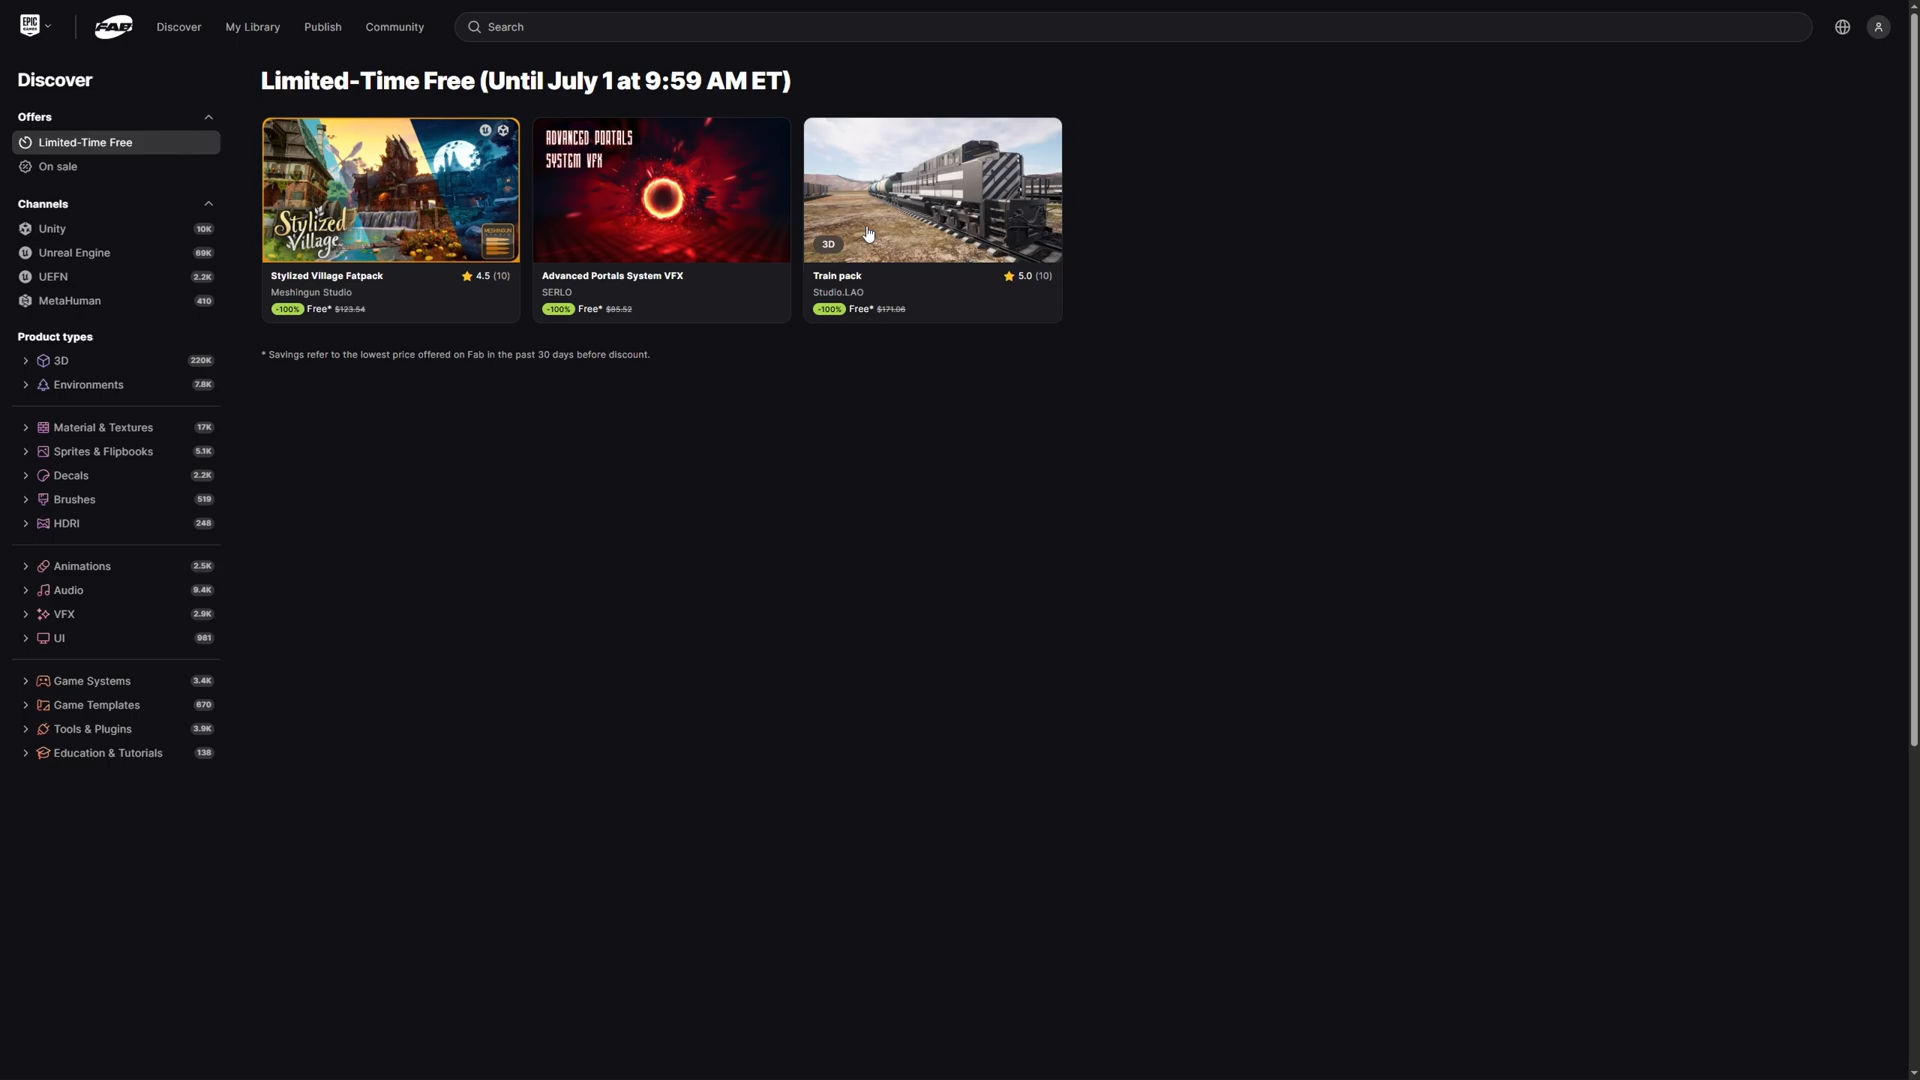 EPIC GAMES
FAB
Discover
My Library
Publish
Community
Search
Discover
Offers
Limited-Time Free
On sale
Channels
Unity 10K
Unreal Engine 69K
UEFN 2.2K
MetaHuman 410
Product types
3D 220K
Environments 7.8K
Material & Textures 17K
Sprites & Flipbooks 5.1K
Decals 2.2K
Brushes 519
HDRI 248
Animations 2.5K
Audio 9.4K
VFX 2.9K
UI 981
Game Systems 3.4K
Game Templates 670
Tools & Plugins 3.9K
Education & Tutorials 138
Limited-Time Free (Until July 1 at 9:59 AM ET)
Stylized
Village
MESHINGUN
Stylized Village Fatpack 4.5 (10)
Meshingun Studio
-100% Free* $123.54
ADVANCED PORTALS
SYSTEM VFX
Advanced Portals System VFX
SERLO
-100% Free* $85.52
3D
Train pack 5.0 (10)
Studio.LAO
-100% Free* $171.06
* Savings refer to the lowest price offered on Fab in the past 30 days before discount.